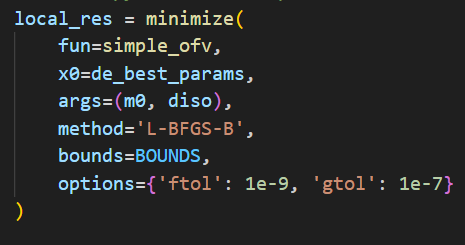 local_res = minimize(
    fun=simple_ofv,
    x0=de_best_params,
    args=(m0, diso),
    method='L-BFGS-B',
    bounds=BOUNDS,
    options={'ftol': 1e-9, 'gtol': 1e-7}
)